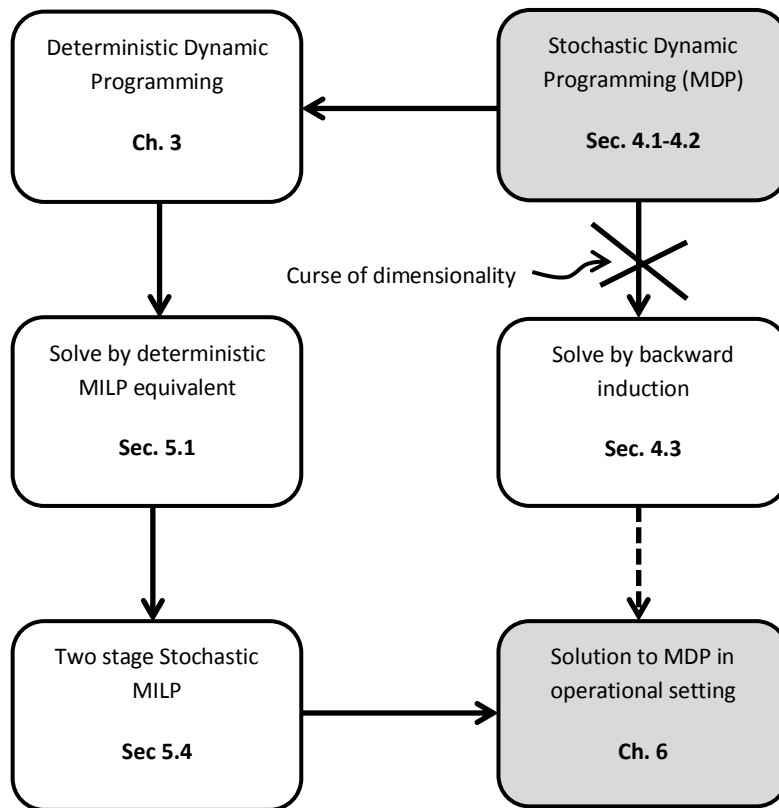 Deterministic Dynamic
Programming
Ch. 3
Stochastic Dynamic
Programming (MDP)
Sec. 4.1-4.2
Curse of dimensionality
Solve by deterministic
MILP equivalent
Sec. 5.1
Solve by backward
induction
Sec. 4.3
Two stage Stochastic
MILP
Sec 5.4
Solution to MDP in
operational setting
Ch. 6